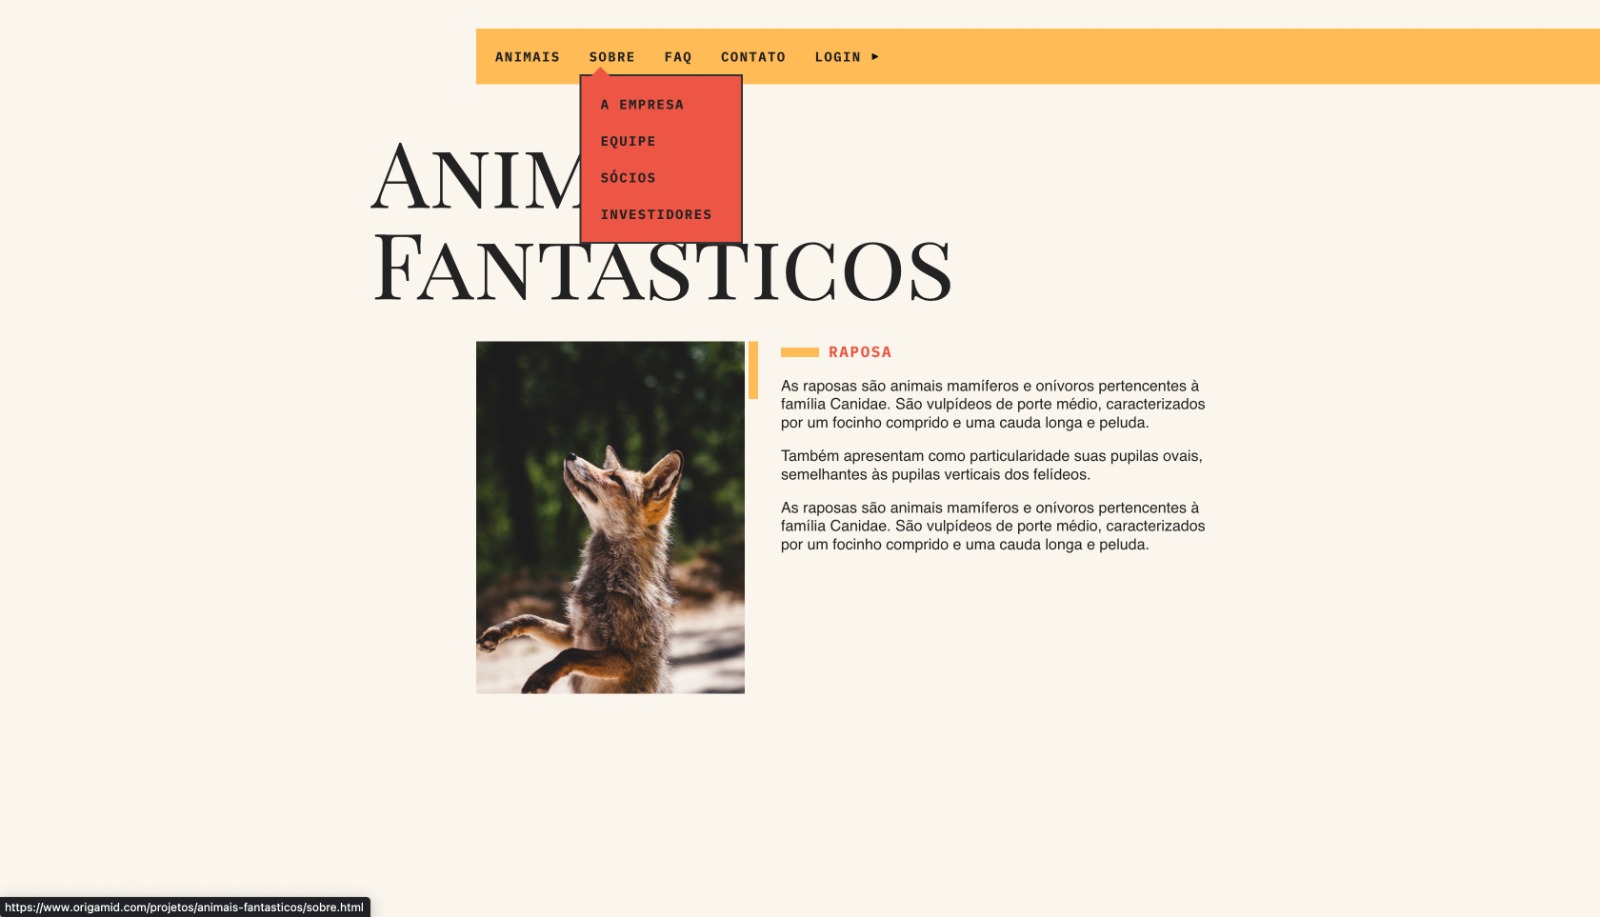 ANIMAIS SOBRE FAQ CONTATO LOGIN ▸
A EMPRESA
EQUIPE
SÓCIOS
INVESTIDORES
FANTASTICOS
RAPOSA
As raposas são animais mamíferos e onívoros pertencentes à
família Canidae. São vulpídeos de porte médio, caracterizados
por um focinho comprido e uma cauda longa e peluda.
Também apresentam como particularidade suas pupilas ovais,
semelhantes às pupilas verticais dos felídeos.
As raposas são animais mamíferos e onívoros pertencentes à
família Canidae. São vulpídeos de porte médio, caracterizados
por um focinho comprido e uma cauda longa e peluda.
https://www.origamid.com/projetos/animais-fantasticos/sobre.html